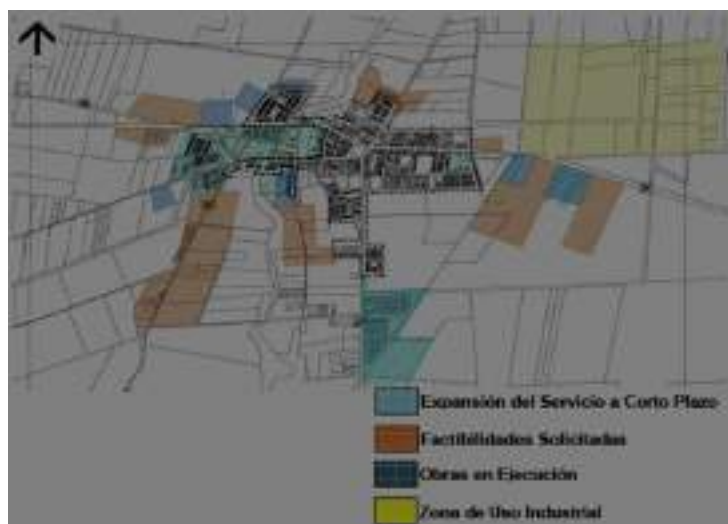 Expansión del Servicio a Corto Plazo
Factibilidades Solicitadas
Obras en Ejecución
Zona de Uso Industrial